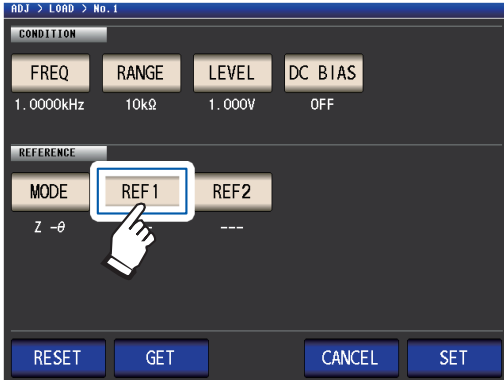 ADJ > LOAD > No.1
CONDITION
FREQ RANGE LEVEL DC BIAS
1.0000kHz 10kΩ 1.000V OFF
REFERENCE
MODE REF1 REF2
Z -θ ---
RESET GET CANCEL SET